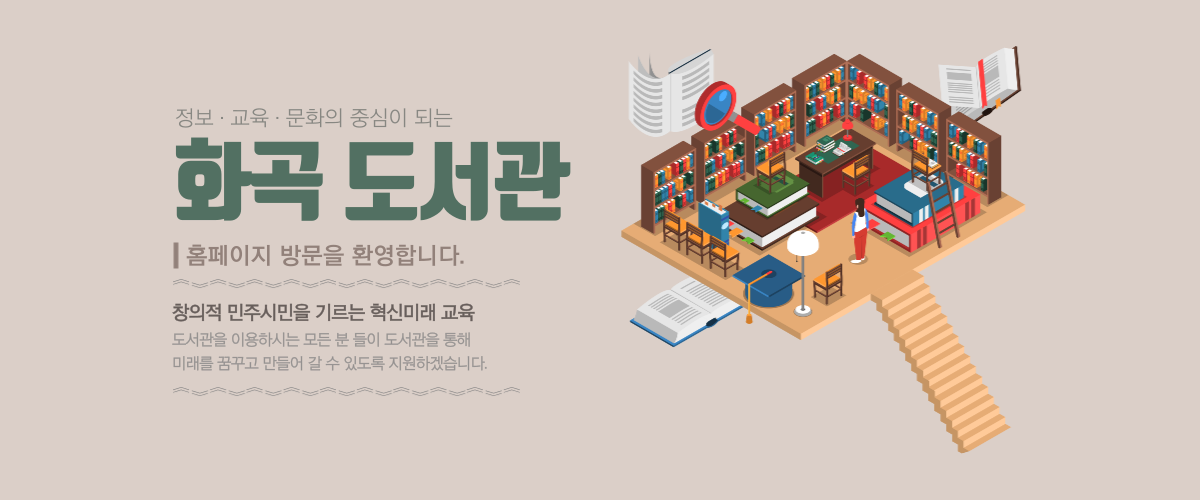 정보 · 교육 · 문화의 중심이 되는
화곡 도서관
홈페이지 방문을 환영합니다.
창의적 민주시민을 기르는 혁신미래 교육
도서관을 이용하시는 모든 분 들이 도서관을 통해
미래를 꿈꾸고 만들어 갈 수 있도록 지원하겠습니다.